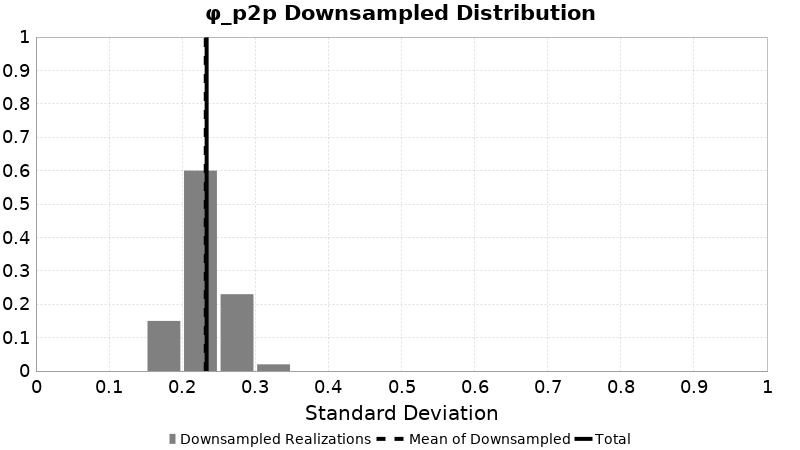 φ_p2p Downsampled Distribution
1
0.9
0.8
0.7
0.6
0.5
0.4
0.3
0.2
0.1
0
0 0.1 0.2 0.3 0.4 0.5 0.6 0.7 0.8 0.9 1
Standard Deviation
Downsampled Realizations Mean of Downsampled Total